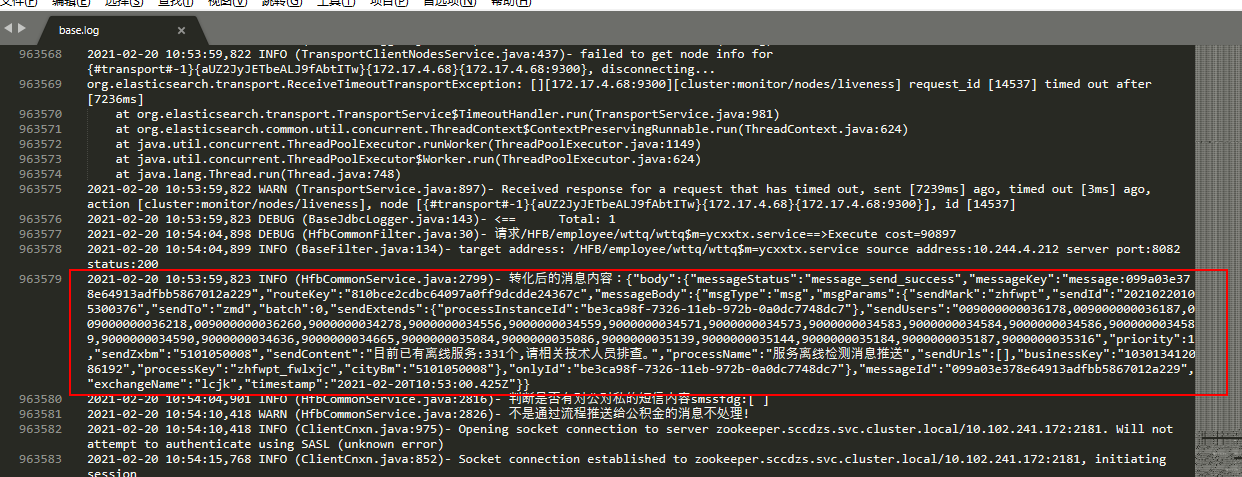 文件(F) 编辑(E) 选择(S) 查找(I) 视图(V) 跳转(G) 工具(T) 项目(P) 首选项(N) 帮助(H)
base.log
963568 2021-02-20 10:53:59,822 INFO (TransportClientNodesService.java:437)- failed to get node info for
{#transport#-1}{aUZ2JyJETbeALJ9fAbtITw}{172.17.4.68}{172.17.4.68:9300}, disconnecting...
963569 org.elasticsearch.transport.ReceiveTimeoutTransportException: [][172.17.4.68:9300][cluster:monitor/nodes/liveness] request_id [14537] timed out after
[7236ms]
963570 at org.elasticsearch.transport.TransportService$TimeoutHandler.run(TransportService.java:981)
963571 at org.elasticsearch.common.util.concurrent.ThreadContext$ContextPreservingRunnable.run(ThreadContext.java:624)
963572 at java.util.concurrent.ThreadPoolExecutor.runWorker(ThreadPoolExecutor.java:1149)
963573 at java.util.concurrent.ThreadPoolExecutor$Worker.run(ThreadPoolExecutor.java:624)
963574 at java.lang.Thread.run(Thread.java:748)
963575 2021-02-20 10:53:59,822 WARN (TransportService.java:897)- Received response for a request that has timed out, sent [7239ms] ago, timed out [3ms] ago,
action [cluster:monitor/nodes/liveness], node [{#transport#-1}{aUZ2JyJETbeALJ9fAbtITw}{172.17.4.68}{172.17.4.68:9300}], id [14537]
963576 2021-02-20 10:53:59,823 DEBUG (BaseJdbcLogger.java:143)- <== Total: 1
963577 2021-02-20 10:54:04,898 DEBUG (HfbCommonFilter.java:30)- 请求/HFB/employee/wttq/wttq$m=ycxxtx.service==>Execute cost=90897
963578 2021-02-20 10:54:04,899 INFO (BaseFilter.java:134)- target address: /HFB/employee/wttq/wttq$m=ycxxtx.service source address:10.244.4.212 server port:8082
status:200
963579 2021-02-20 10:53:59,823 INFO (HfbCommonService.java:2799)- 转化后的消息内容：{"body":{"messageStatus":"message_send_success","messageKey":"message:099a03e37
8e64913adfbb5867012a229","routeKey":"810bce2cdbc64097a0ff9dcdde24367c","messageBody":{"msgType":"msg","msgParams":{"sendMark":"zhfwpt","sendId":"2021022010
5300376","sendTo":"zmd","batch":0,"sendExtends":{"processInstanceId":"be3ca98f-7326-11eb-972b-0a0dc7748dc7"},"sendUsers":"009000000036178,009000000036187,0
09000000036218,009000000036260,9000000034278,9000000034556,9000000034559,9000000034571,9000000034573,9000000034583,9000000034584,9000000034586,900000003458
9,9000000034590,9000000034636,9000000034665,9000000035084,9000000035086,9000000035139,9000000035144,9000000035187,9000000035316","priority":1
,"sendZxbm":"5101050008","sendContent":"目前已有离线服务:331个,请相关技术人员排查。","processName":"服务离线检测消息推送","sendUrls":[],"businessKey":"1030134120
86192","processKey":"zhfwpt_fwlxjc","cityBm":"5101050008"},"onlyId":"be3ca98f-7326-11eb-972b-0a0dc7748dc7"},"messageId":"099a03e378e64913adfbb5867012a229",
"exchangeName":"lcjk","timestamp":"2021-02-20T10:53:00.425Z"}}
963580 2021-02-20 10:54:04,901 INFO (HfbCommonService.java:2816)- 判断是否有对公对私的短信内容smssfdg:[ ]
963581 2021-02-20 10:54:10,418 WARN (HfbCommonService.java:2826)- 不是通过流程推送给公积金的消息不处理!
963582 2021-02-20 10:54:10,418 INFO (ClientCnxn.java:975)- Opening socket connection to server zookeeper.sccdzs.svc.cluster.local/10.102.241.172:2181. Will not
attempt to authenticate using SASL (unknown error)
963583 2021-02-20 10:54:15,768 INFO (ClientCnxn.java:852)- Socket connection established to zookeeper.sccdzs.svc.cluster.local/10.102.241.172:2181, initiating
session